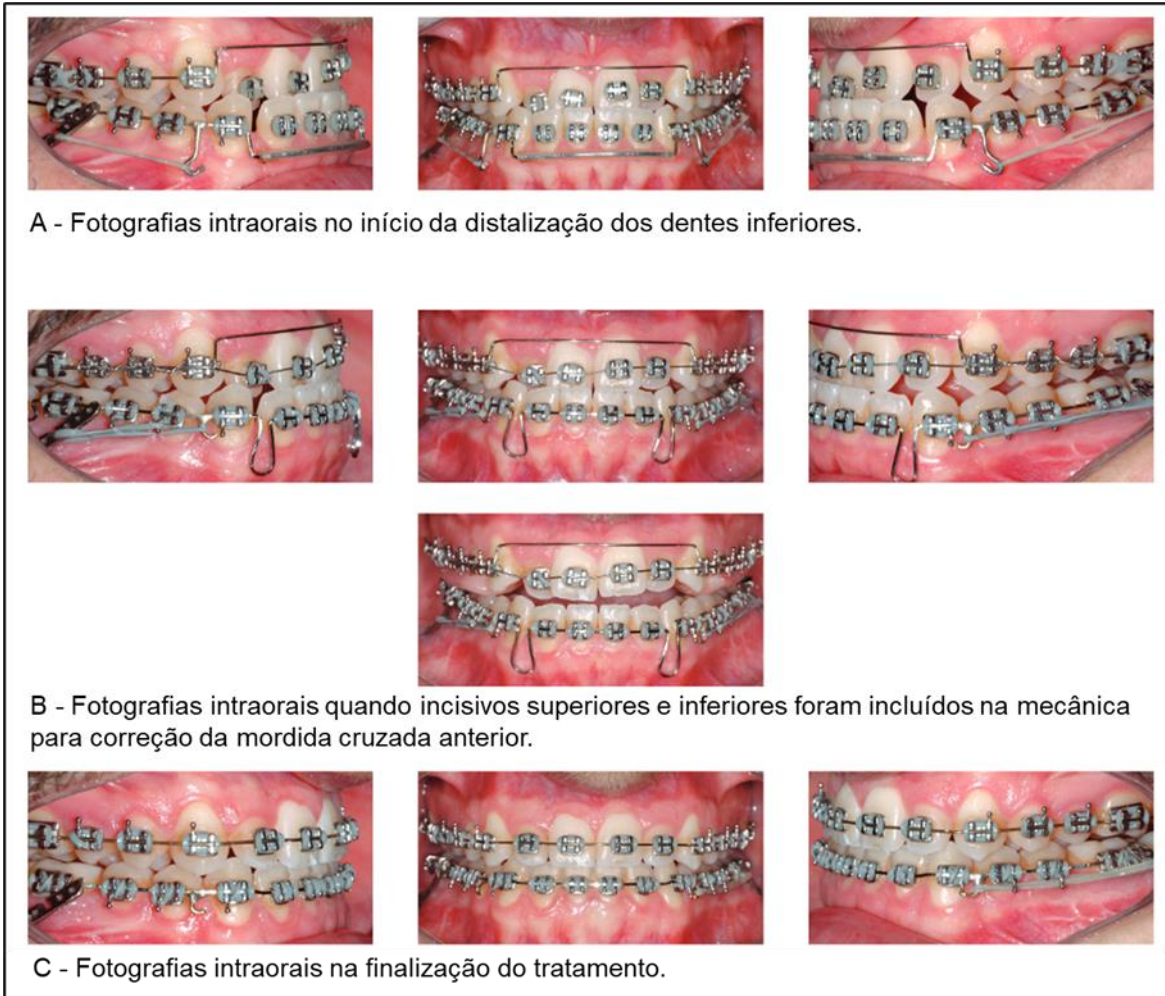 A - Fotografias intraorais no início da distalização dos dentes inferiores.
B - Fotografias intraorais quando incisivos superiores e inferiores foram incluídos na mecânica
para correção da mordida cruzada anterior.
C - Fotografias intraorais na finalização do tratamento.